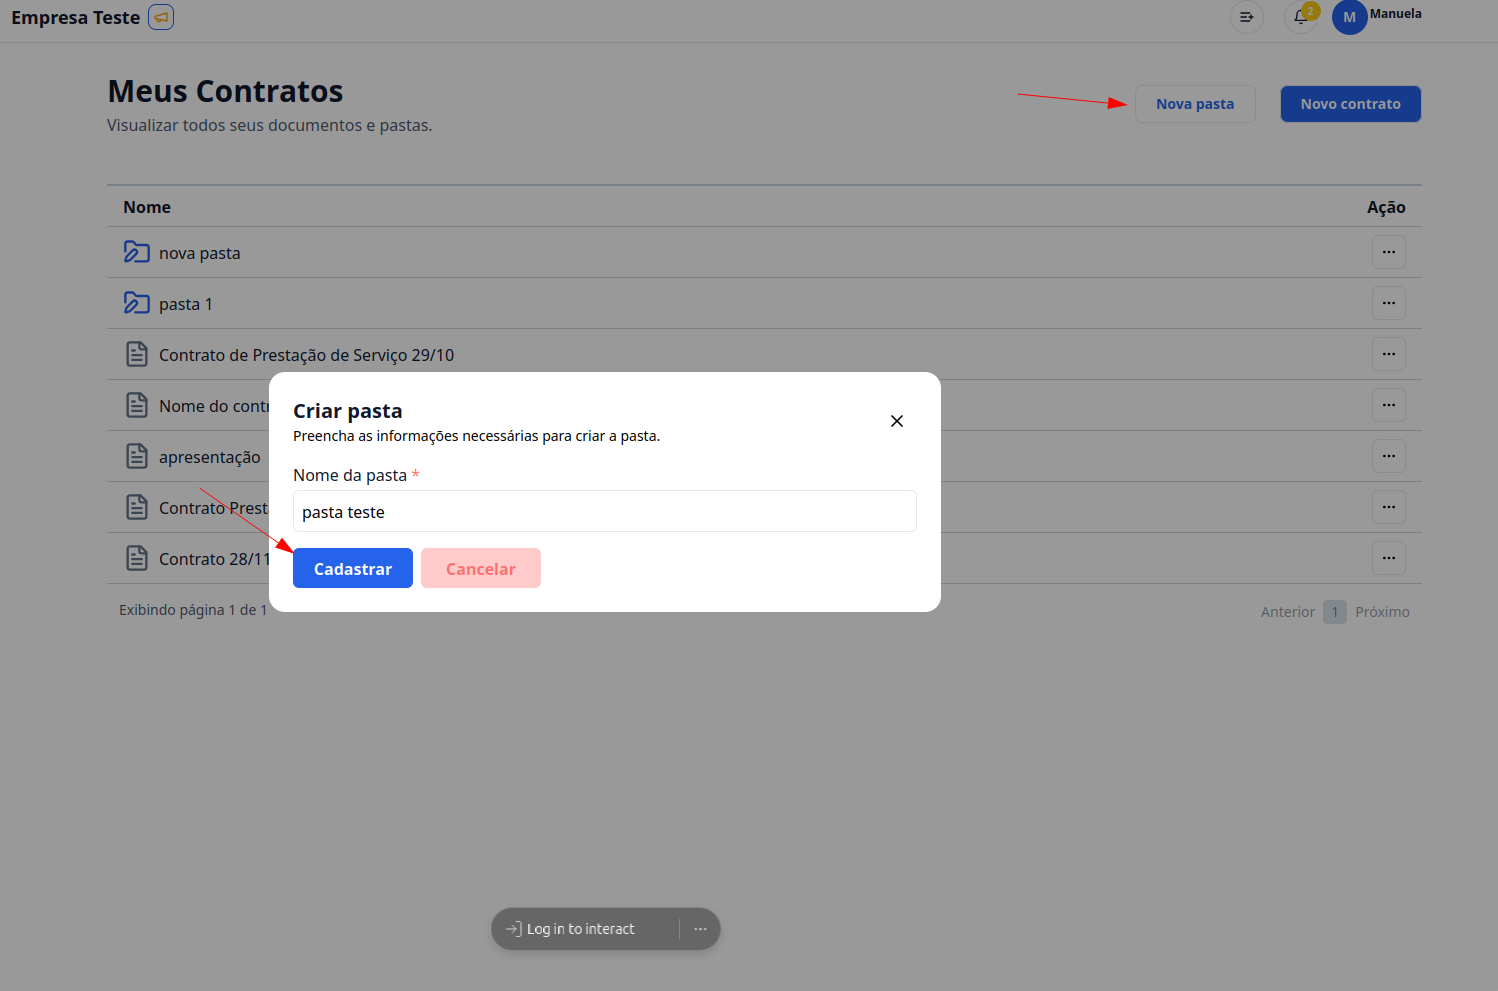 Empresa Teste
2
M
Manuela
Meus Contratos
Visualizar todos seus documentos e pastas.
Nova pasta
Novo contrato
Nome
Ação
nova pasta
pasta 1
Contrato de Prestação de Serviço 29/10
Nome do cont
apresentação
Contrato Prest
Contrato 28/11
Criar pasta
Preencha as informações necessárias para criar a pasta.
Nome da pasta *
pasta teste
Cadastrar
Cancelar
Exibindo página 1 de 1
Anterior 1 Próximo
Log in to interact